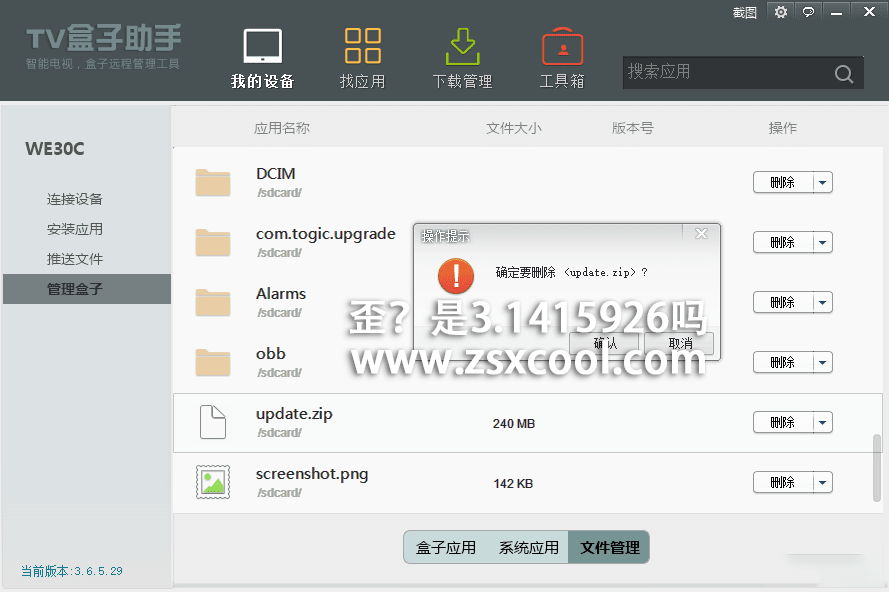 截图
TV盒子助手
智能电视，盒子远程管理工具
我的设备
找应用
下载管理
工具箱
搜索应用
WE30C
连接设备
安装应用
推送文件
管理盒子
当前版本:3.6.5.29
应用名称 文件大小 版本号 操作
DCIM
/sdcard/
删除
com.togic.upgrade
/sdcard/
删除
Alarms
/sdcard/
删除
obb
/sdcard/
删除
update.zip
/sdcard/
240 MB
删除
screenshot.png
/sdcard/
142 KB
删除
操作提示
确定要删除 <update.zip> ?
确认 取消
歪？是3.1415926吗
www.zsxcool.com
盒子应用 系统应用 文件管理